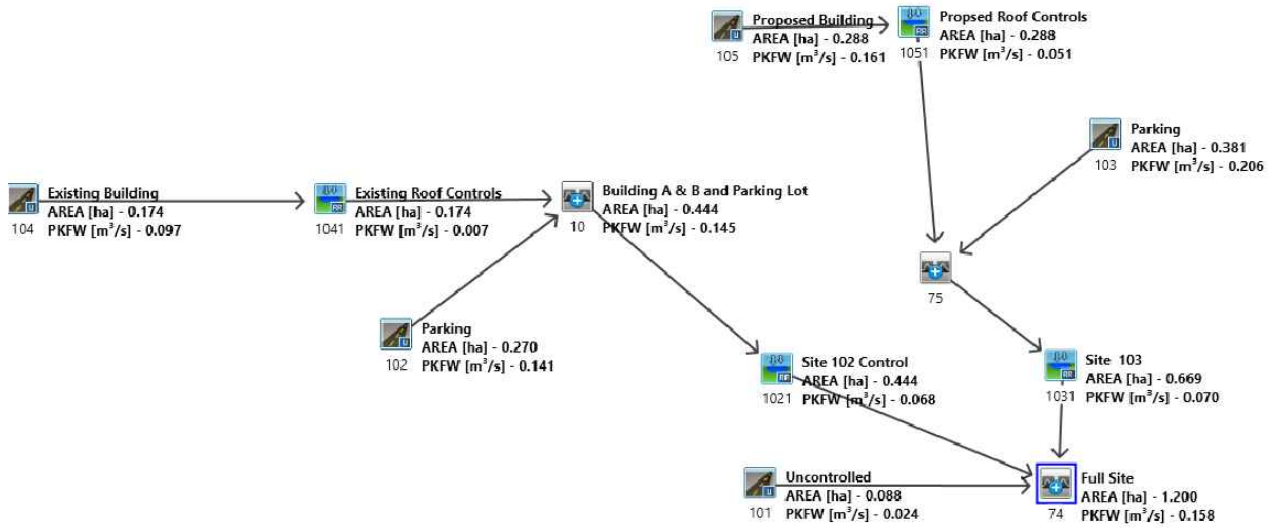 Proposed Building
AREA [ha] - 0.288
PKFW [m³/s] - 0.161
105
Propsed Roof Controls
AREA [ha] - 0.288
PKFW [m³/s] - 0.051
1051
Parking
AREA [ha] - 0.381
PKFW [m³/s] - 0.206
103
Existing Building
AREA [ha] - 0.174
PKFW [m³/s] - 0.097
104
Existing Roof Controls
AREA [ha] - 0.174
PKFW [m³/s] - 0.007
1041
Building A & B and Parking Lot
AREA [ha] - 0.444
PKFW [m³/s] - 0.145
10
75
Parking
AREA [ha] - 0.270
PKFW [m³/s] - 0.141
102
Site 102 Control
AREA [ha] - 0.444
PKFW [m³/s] - 0.068
1021
Site 103
AREA [ha] - 0.669
PKFW [m³/s] - 0.070
1031
Uncontrolled
AREA [ha] - 0.088
PKFW [m³/s] - 0.024
101
Full Site
AREA [ha] - 1.200
PKFW [m³/s] - 0.158
74